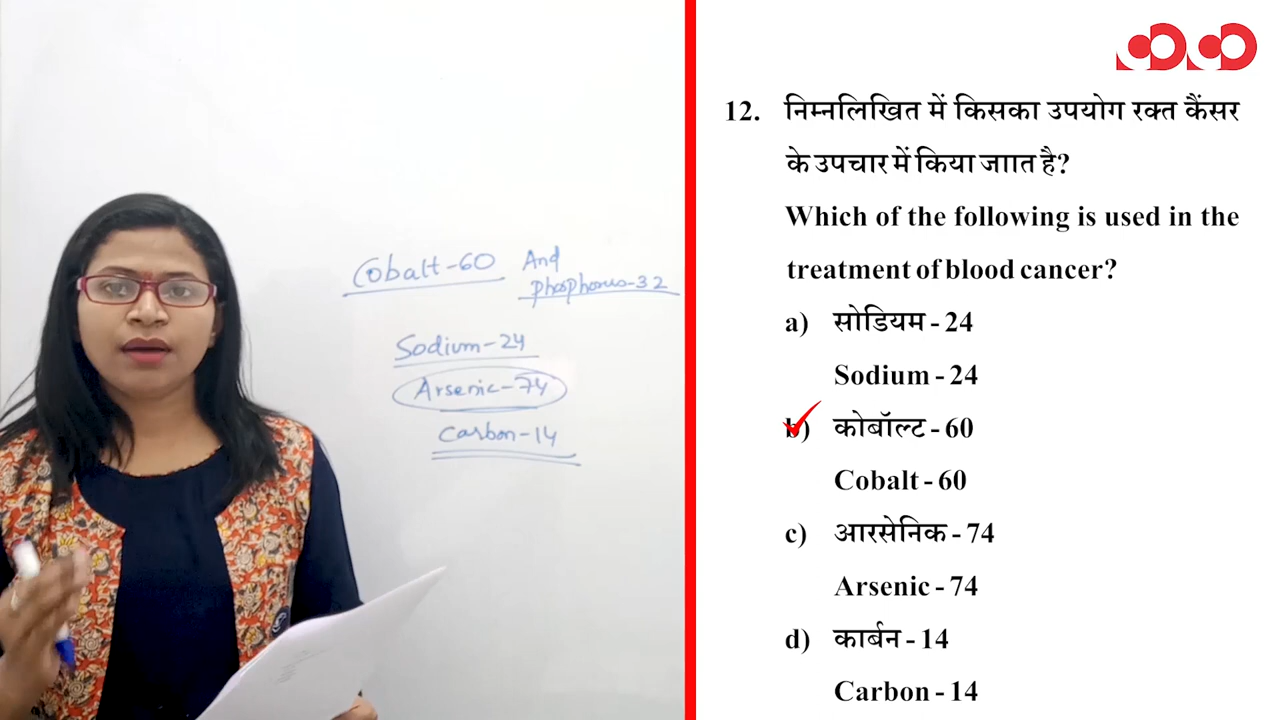 Cobalt-60 And
phosphorus-32
Sodium-24
Arsenic-74
Carbon-14
12. निम्नलिखित में किसका उपयोग रक्त कैंसर
के उपचार में किया जाात है?
Which of the following is used in the
treatment of blood cancer?
a) सोडियम - 24
Sodium - 24
b) कोबॉल्ट - 60
Cobalt - 60
c) आरसेनिक - 74
Arsenic - 74
d) कार्बन - 14
Carbon - 14